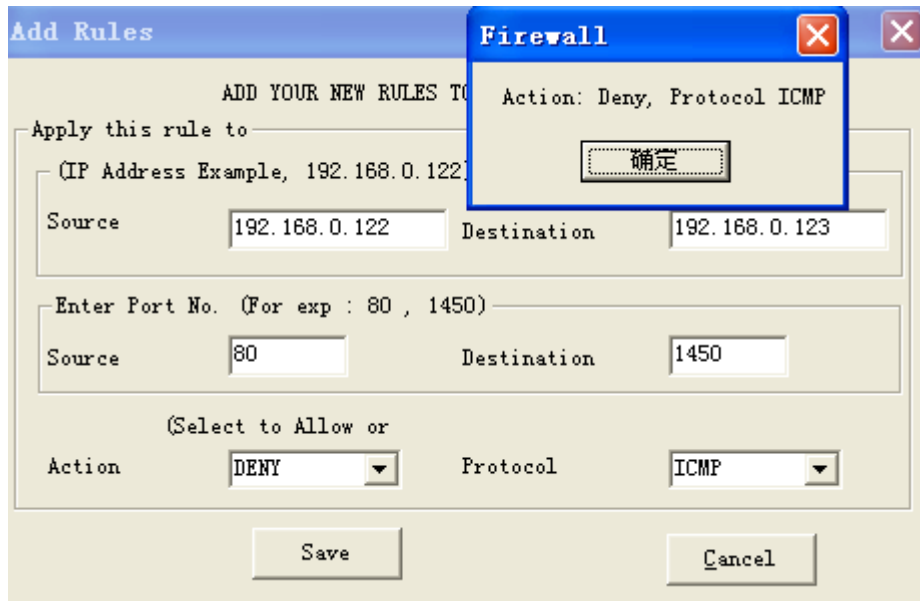 Add Rules
Firewall
ADD YOUR NEW RULES TO
Action: Deny, Protocol ICMP
确定
Apply this rule to
(IP Address Example, 192.168.0.122)
Source 192.168.0.122 Destination 192.168.0.123
Enter Port No. (For exp : 80 , 1450)
Source 80 Destination 1450
(Select to Allow or
Action DENY Protocol ICMP
Save Cancel